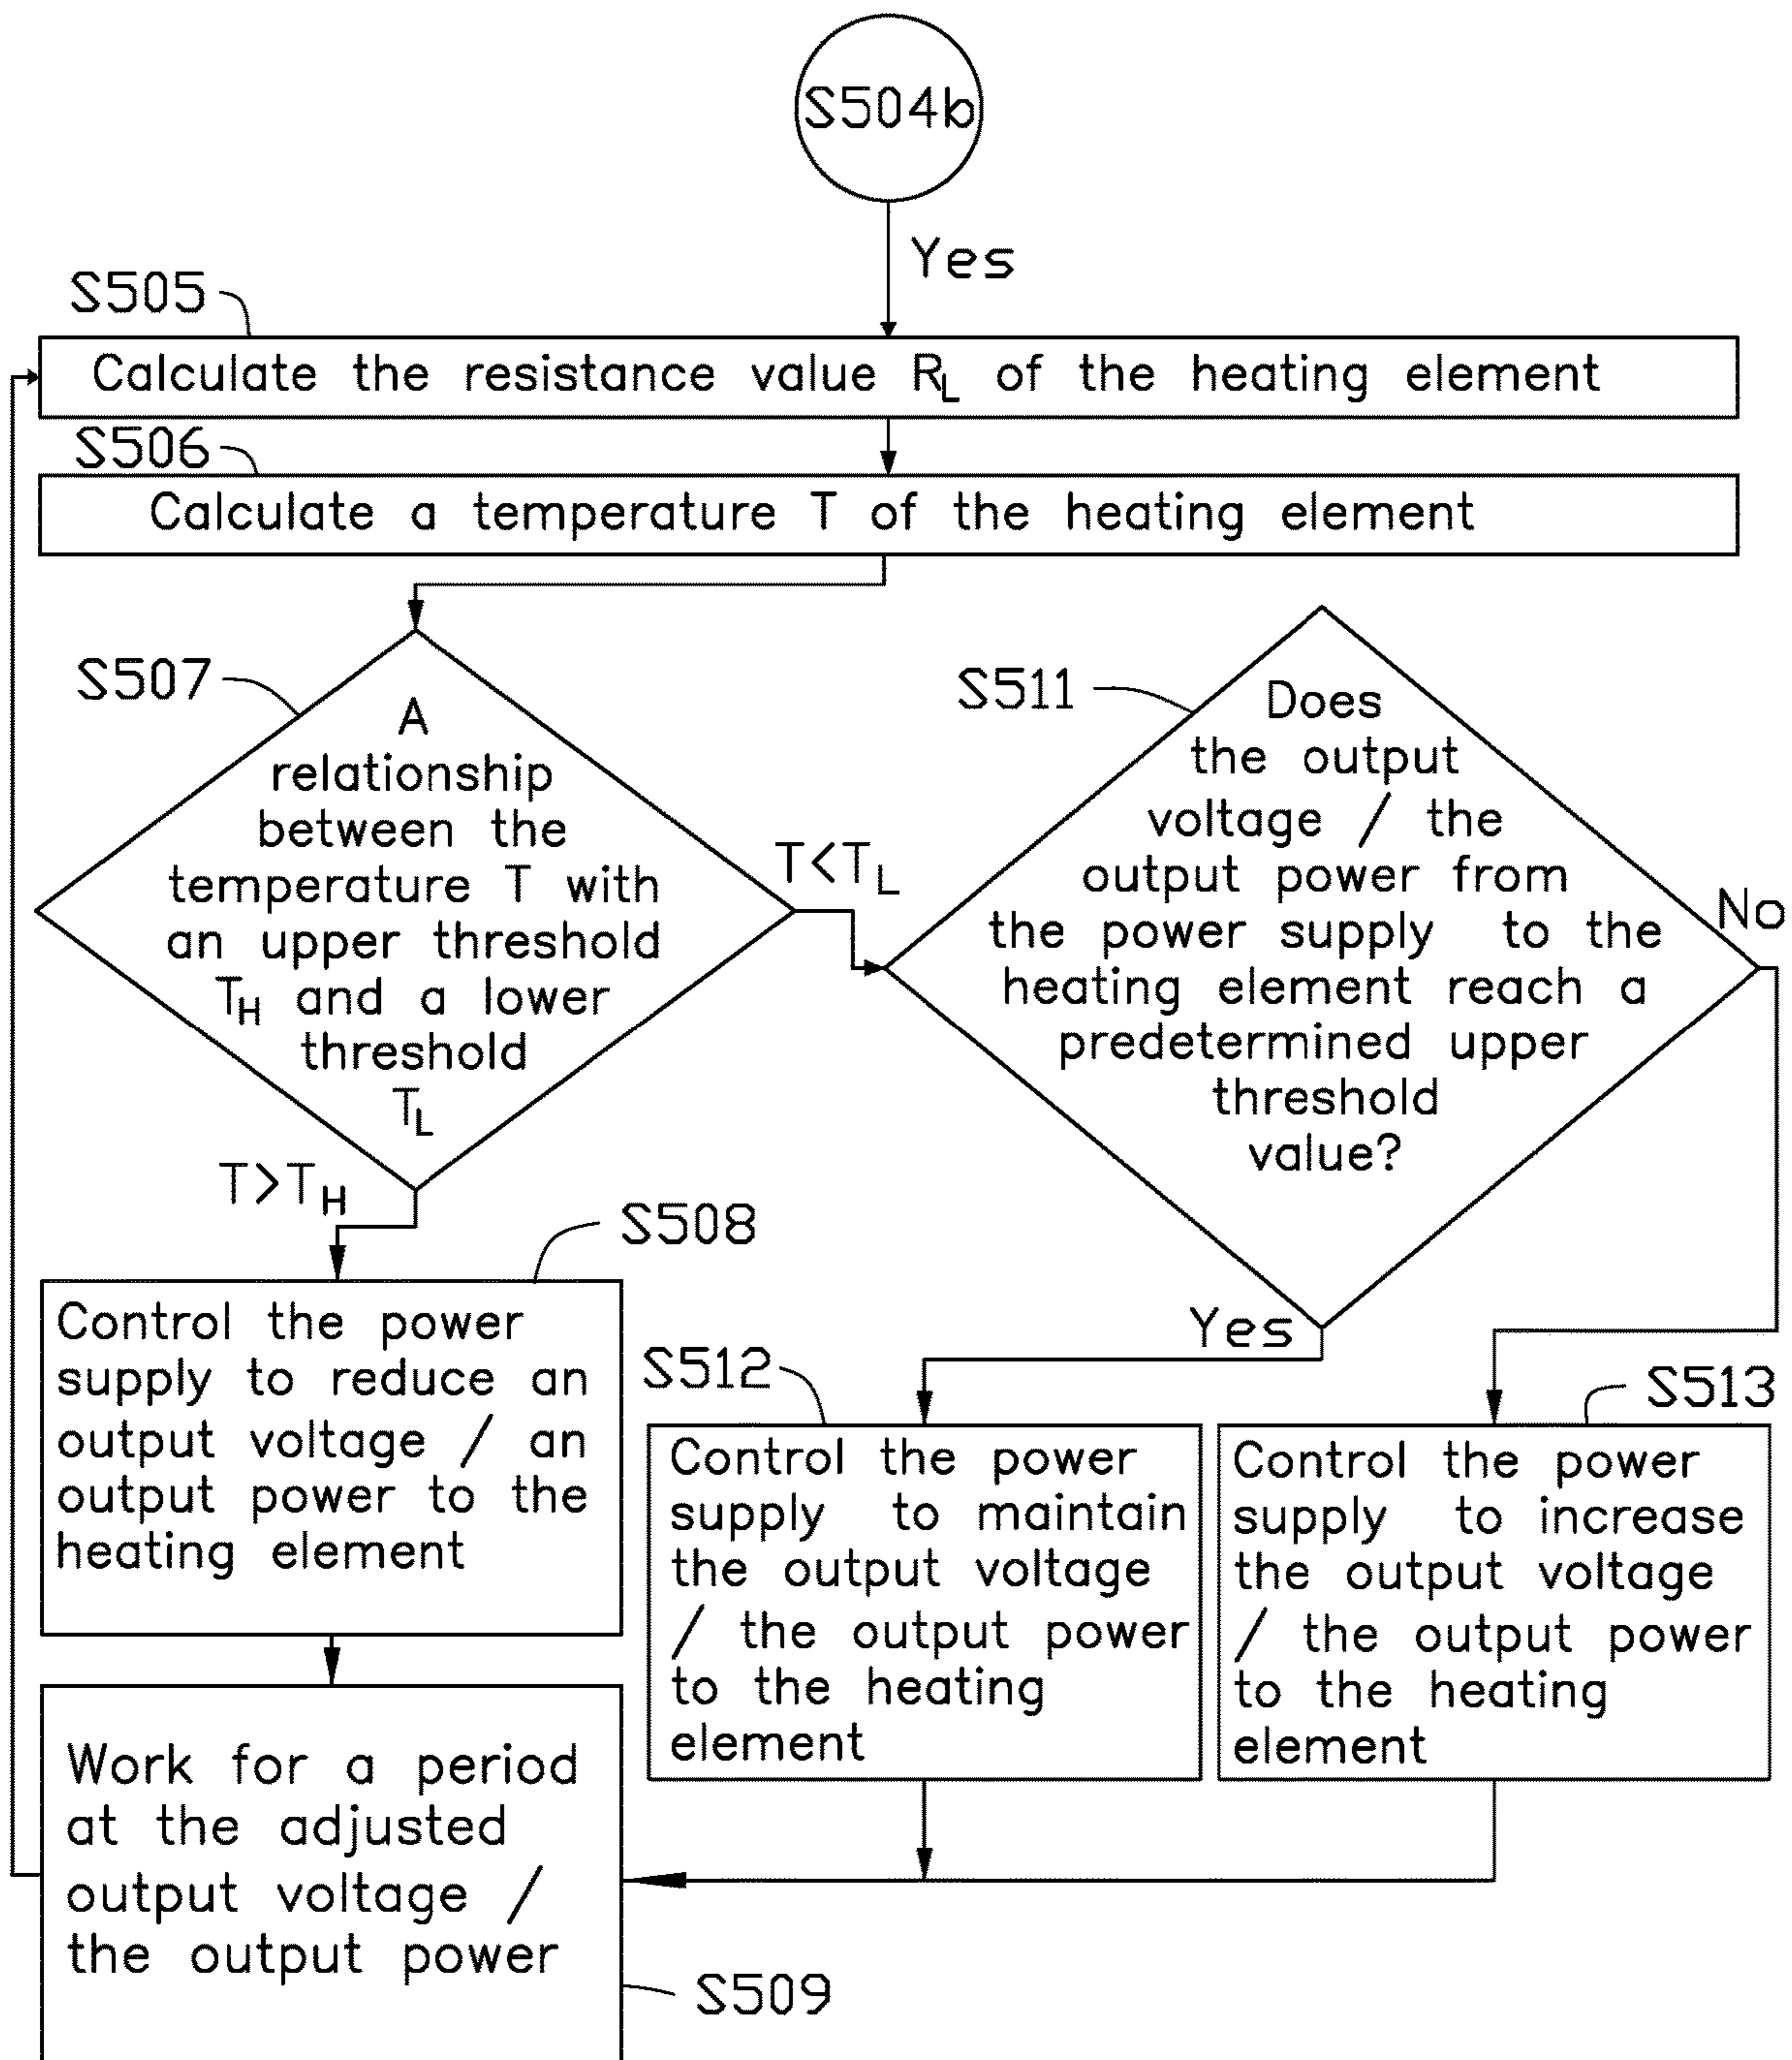 S504b
Yes
S505
Calculate the resistance value RL of the heating element
S506
Calculate a temperature T of the heating element
S507
A
relationship
between the
temperature T with
an upper threshold
TH and a lower
threshold
TL
T<TL
T>TH
S511
Does
the output
voltage / the
output power from
the power supply to the
heating element reach a
predetermined upper
threshold
value?
No
Yes
S508
Control the power
supply to reduce an
output voltage / an
output power to the
heating element
S512
Control the power
supply to maintain
the output voltage
/ the output power
to the heating
element
S513
Control the power
supply to increase
the output voltage
/ the output power
to the heating
element
Work for a period
at the adjusted
output voltage /
the output power
S509